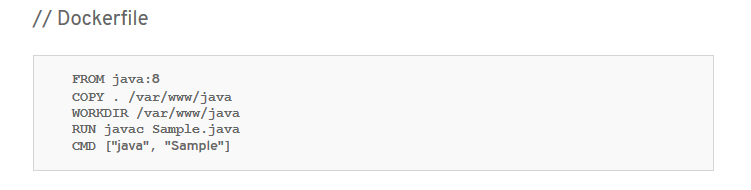 // Dockerfile
FROM java:8
COPY . /var/www/java
WORKDIR /var/www/java
RUN javac Sample.java
CMD ["java", "Sample"]